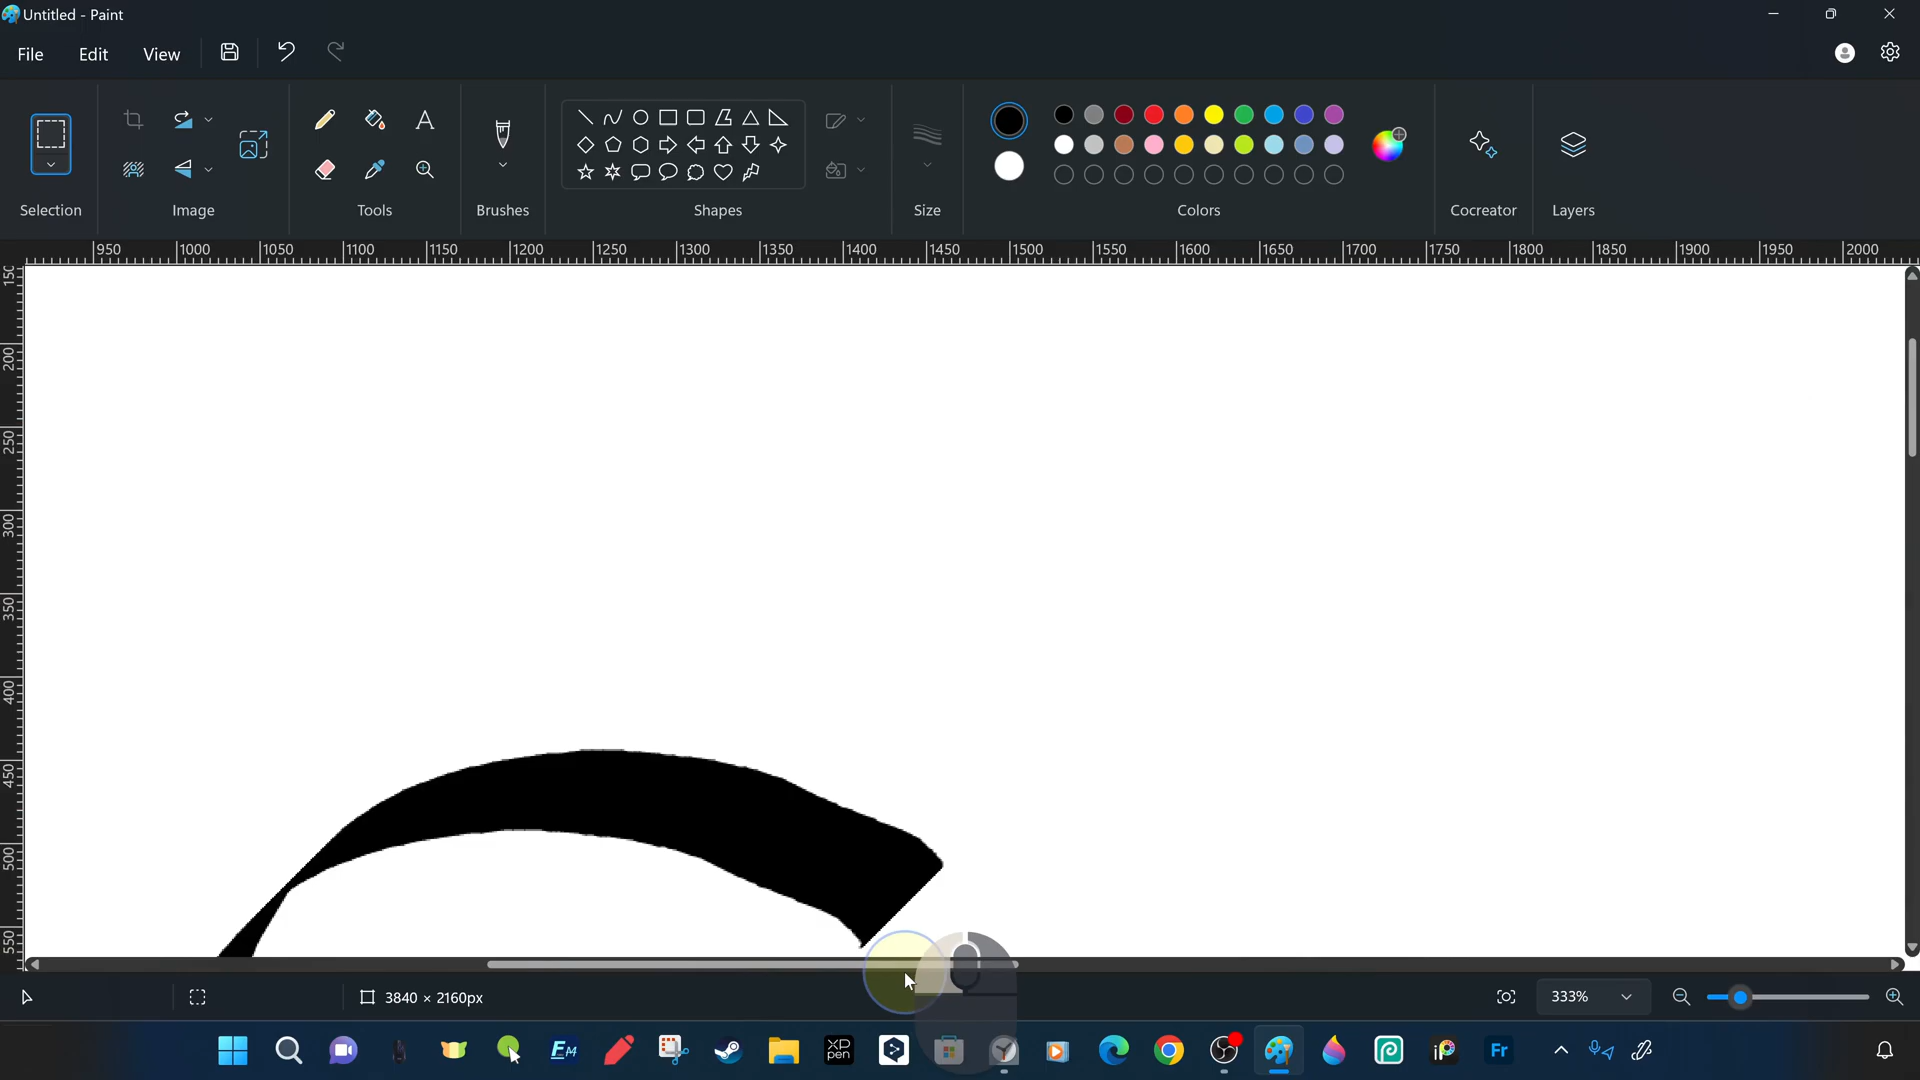 Untitled - Paint
File Edit View
Selection Image Tools Brushes Shapes Size Colors Cocreator Layers
950 1000 1050 1100 1150 1200 1250 1300 1350 1400 1450 1500 1550 1600 1650 1700 1750 1800 1850 1900 1950 2000
150
200
250
300
350
400
450
500
550
3840 × 2160px 333%
FM XP PEN iP Fr